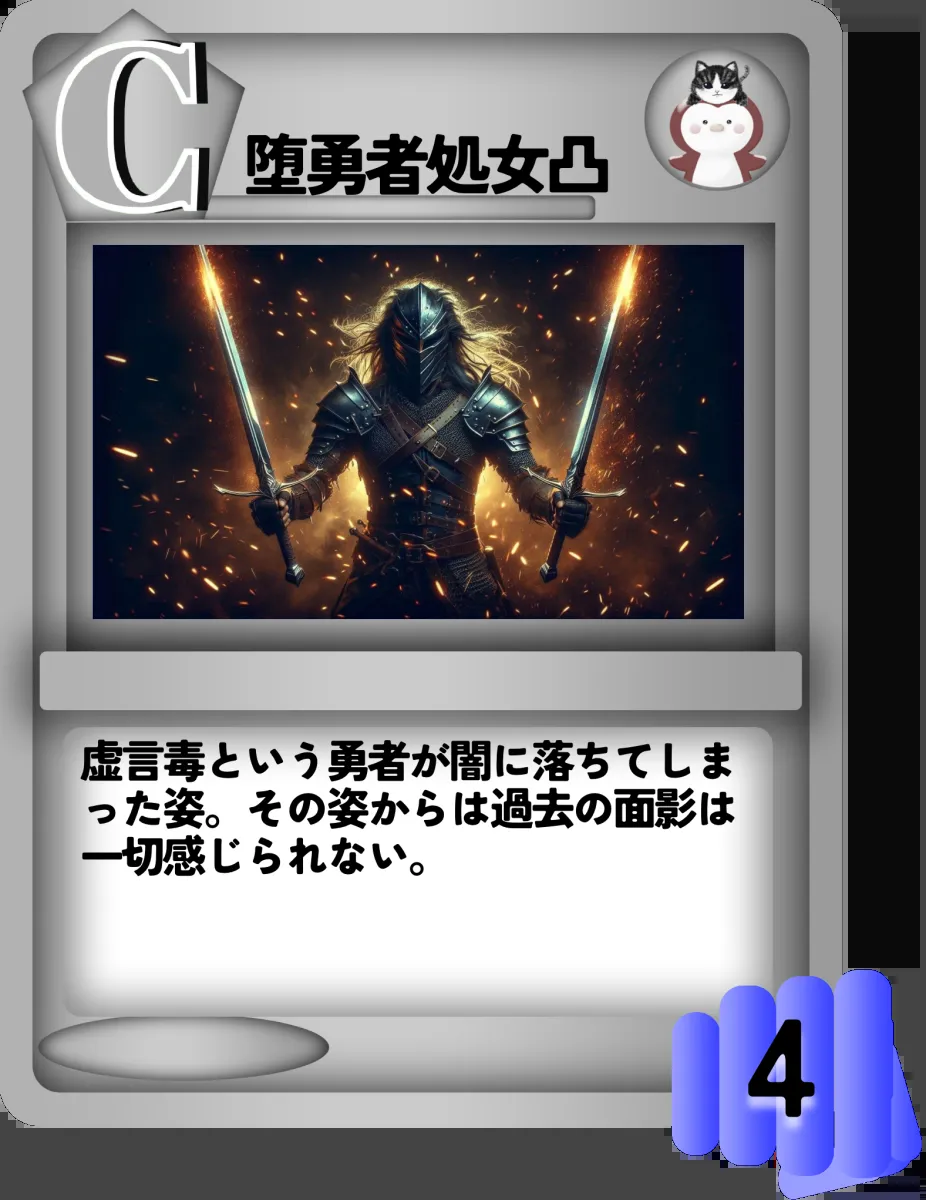 C
堕勇者処女凸
虚言毒という勇者が闇に落ちてしま
った姿。その姿からは過去の面影は
一切感じられない。
4